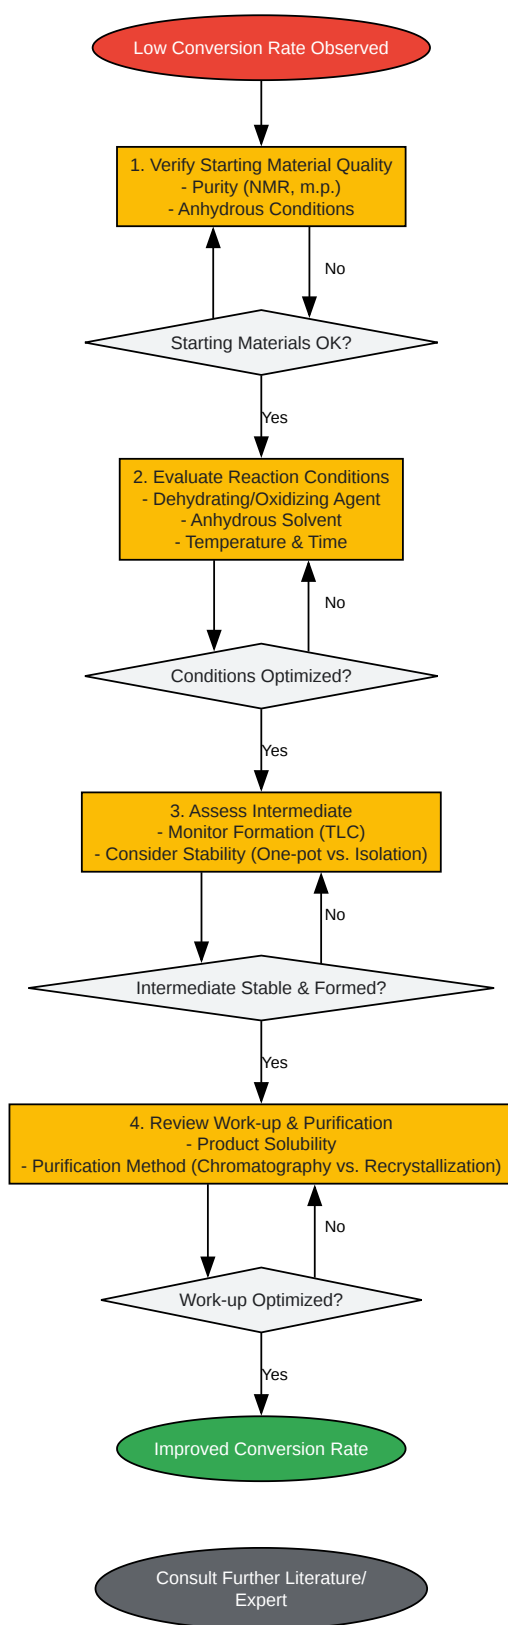 Low Conversion Rate Observed
1. Verify Starting Material Quality
- Purity (NMR, m.p.)
- Anhydrous Conditions
No
Starting Materials OK?
Yes
2. Evaluate Reaction Conditions
- Dehydrating/Oxidizing Agent
- Anhydrous Solvent
- Temperature & Time
No
Conditions Optimized?
Yes
3. Assess Intermediate
- Monitor Formation (TLC)
- Consider Stability (One-pot vs. Isolation)
No
Intermediate Stable & Formed?
Yes
4. Review Work-up & Purification
- Product Solubility
- Purification Method (Chromatography vs. Recrystallization)
No
Work-up Optimized?
Yes
Improved Conversion Rate
Consult Further Literature/
Expert